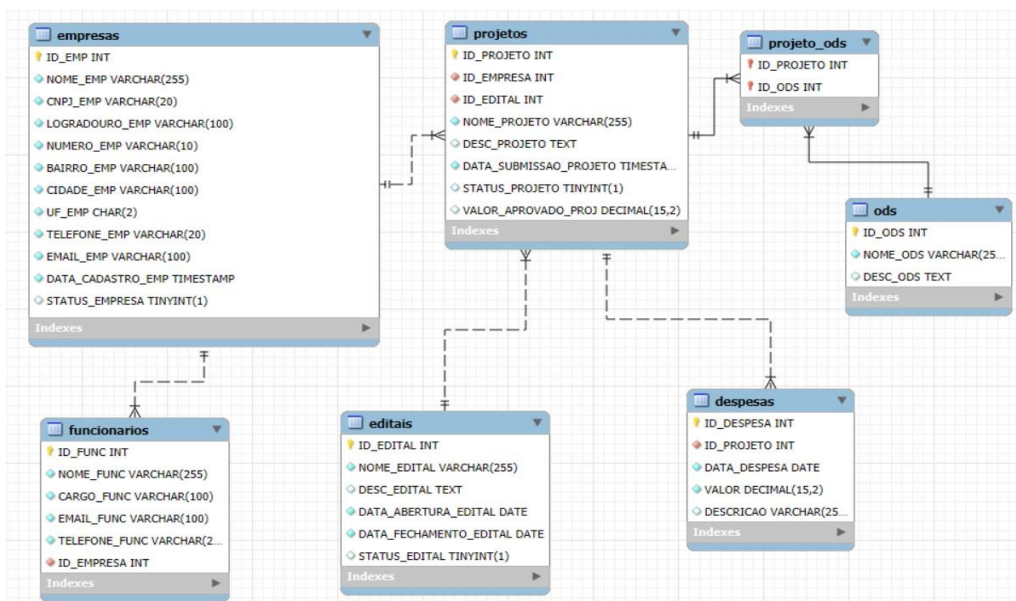 empresas
ID_EMP INT
NOME_EMP VARCHAR(255)
CNPJ_EMP VARCHAR(20)
LOGRADOURO_EMP VARCHAR(100)
NUMERO_EMP VARCHAR(10)
BAIRRO_EMP VARCHAR(100)
CIDADE_EMP VARCHAR(100)
UF_EMP CHAR(2)
TELEFONE_EMP VARCHAR(20)
EMAIL_EMP VARCHAR(100)
DATA_CADASTRO_EMP TIMESTAMP
STATUS_EMPRESA TINYINT(1)
Indexes
projetos
ID_PROJETO INT
ID_EMPRESA INT
ID_EDITAL INT
NOME_PROJETO VARCHAR(255)
DESC_PROJETO TEXT
DATA_SUBMISSAO_PROJETO TIMESTA...
STATUS_PROJETO TINYINT(1)
VALOR_APROVADO_PROJ DECIMAL(15,2)
Indexes
projeto_ods
ID_PROJETO INT
ID_ODS INT
Indexes
ods
ID_ODS INT
NOME_ODS VARCHAR(25...
DESC_ODS TEXT
Indexes
funcionarios
ID_FUNC INT
NOME_FUNC VARCHAR(255)
CARGO_FUNC VARCHAR(100)
EMAIL_FUNC VARCHAR(100)
TELEFONE_FUNC VARCHAR(2...
ID_EMPRESA INT
Indexes
editais
ID_EDITAL INT
NOME_EDITAL VARCHAR(255)
DESC_EDITAL TEXT
DATA_ABERTURA_EDITAL DATE
DATA_FECHAMENTO_EDITAL DATE
STATUS_EDITAL TINYINT(1)
Indexes
despesas
ID_DESPESA INT
ID_PROJETO INT
DATA_DESPESA DATE
VALOR DECIMAL(15,2)
DESCRICAO VARCHAR(25...
Indexes